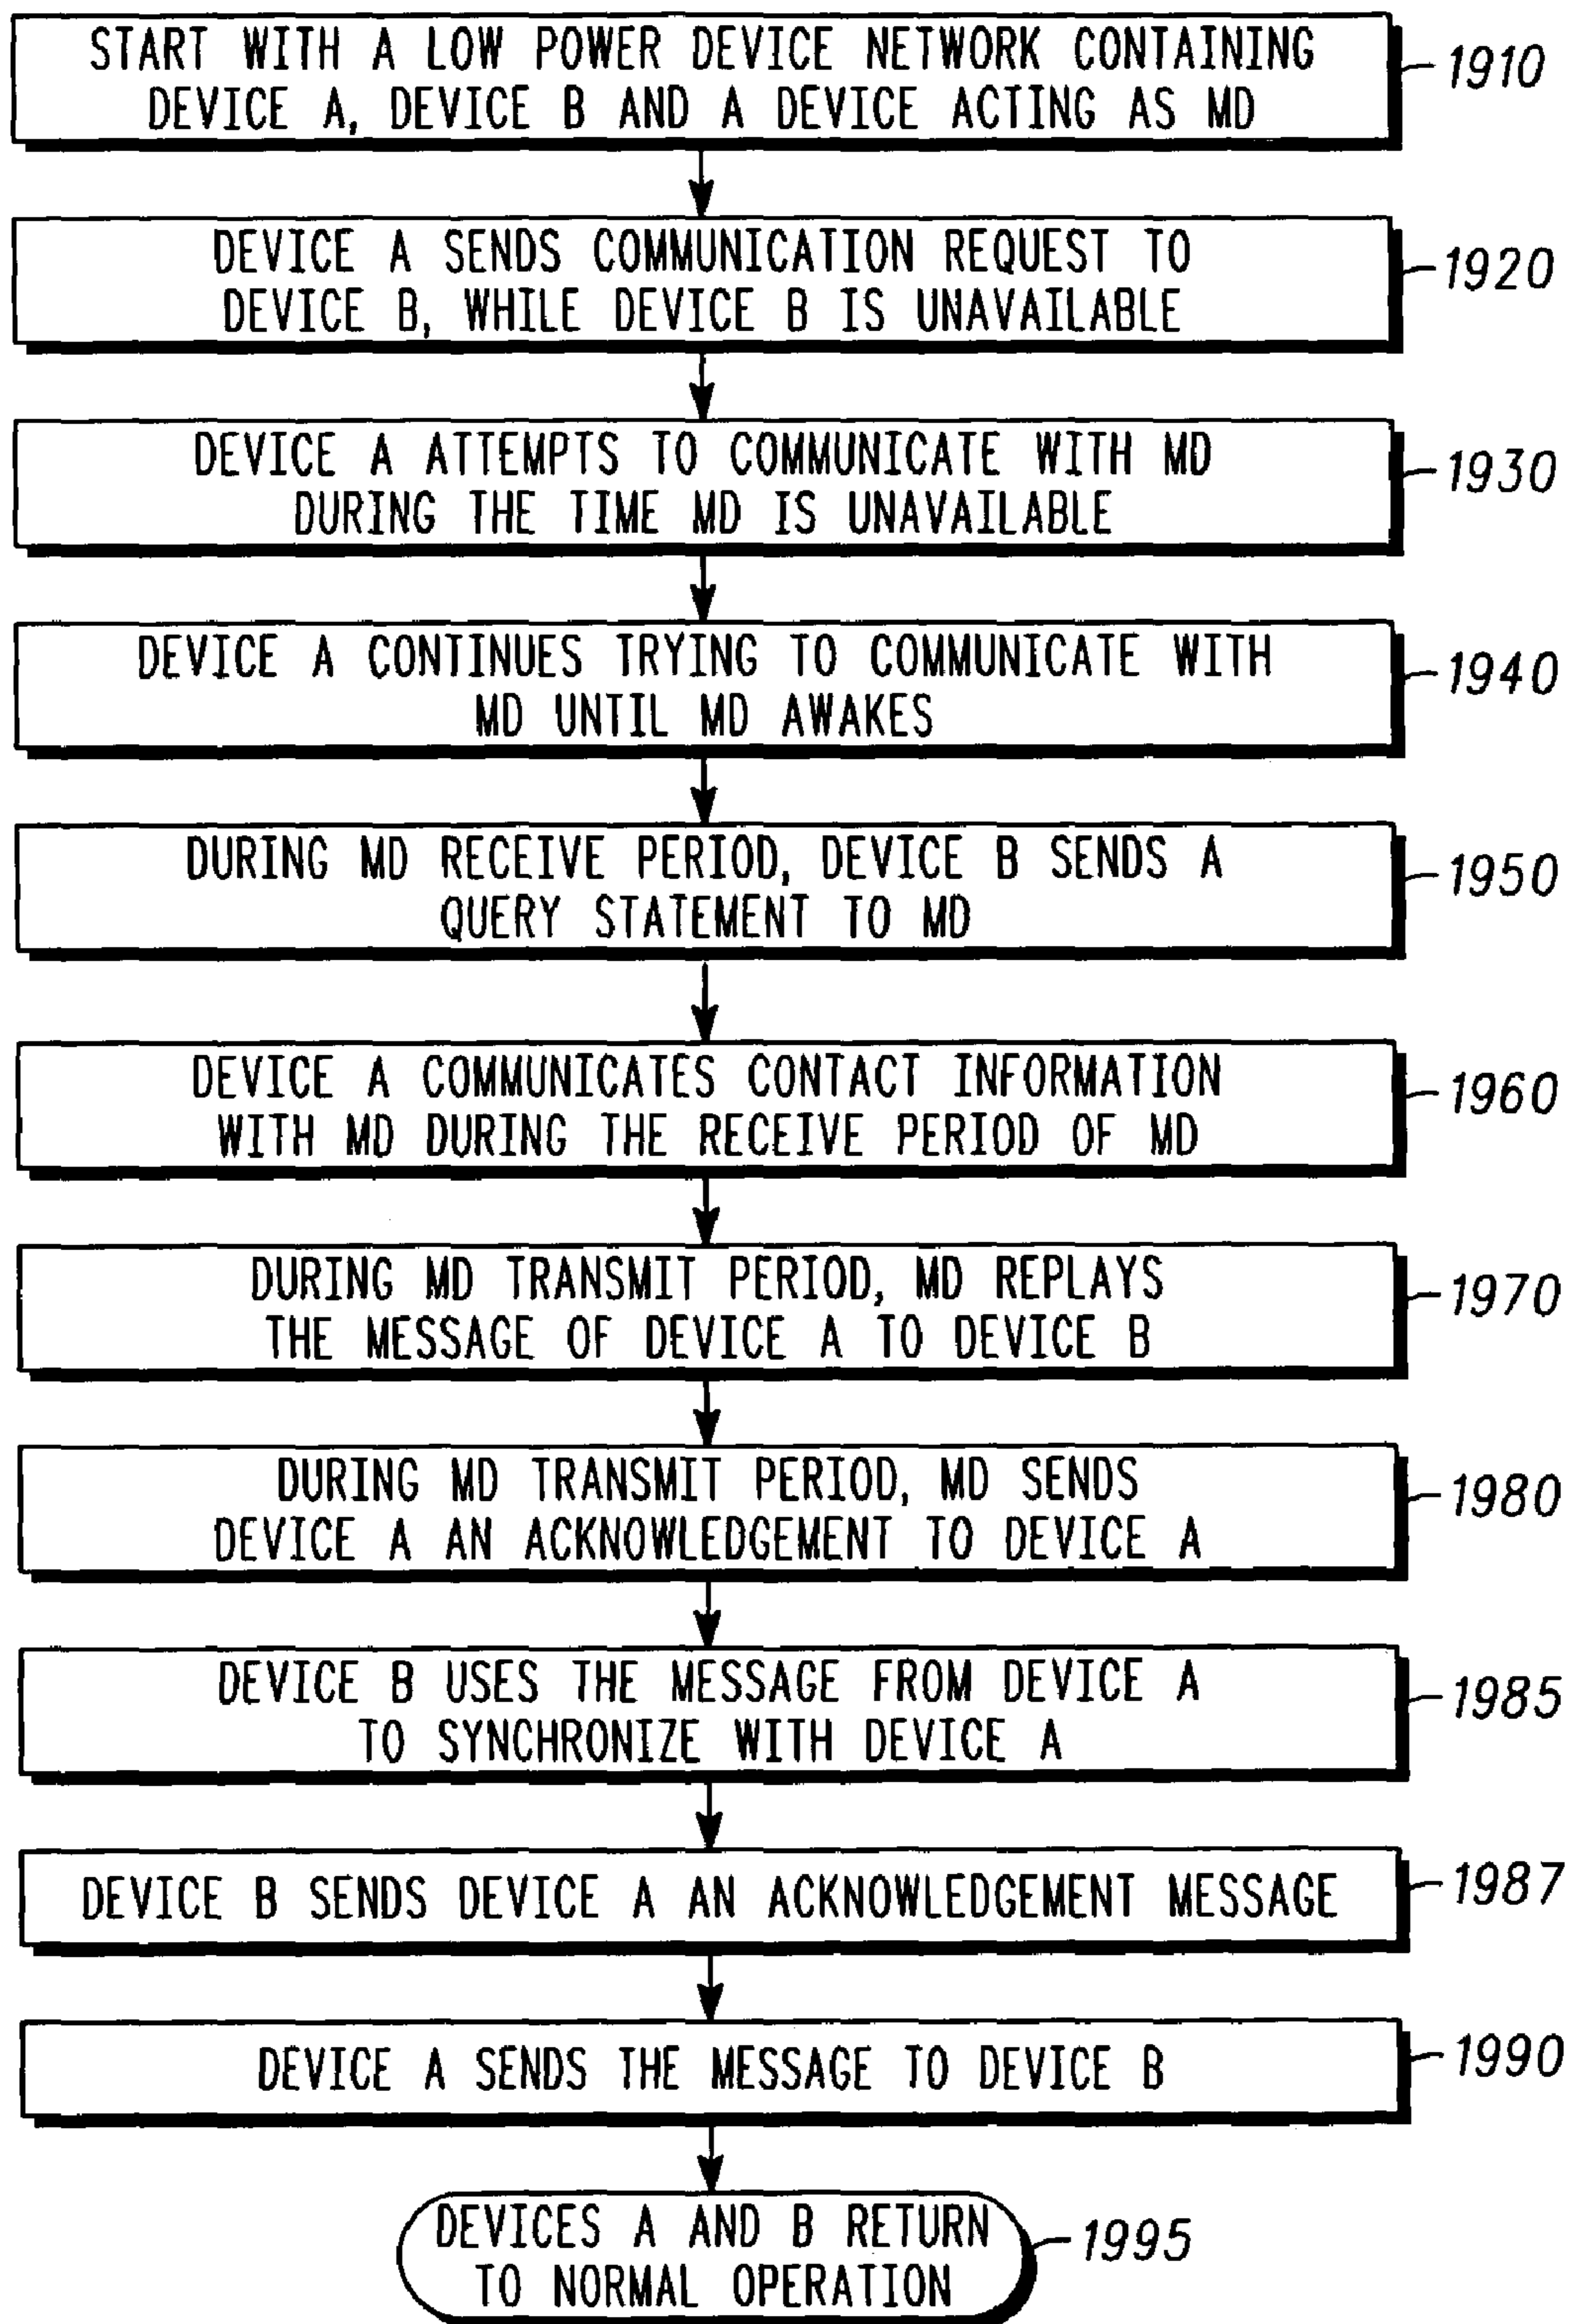 START WITH A LOW POWER DEVICE NETWORK CONTAINING
DEVICE A, DEVICE B AND A DEVICE ACTING AS MD
1910
DEVICE A SENDS COMMUNICATION REQUEST TO
DEVICE B, WHILE DEVICE B IS UNAVAILABLE
1920
DEVICE A ATTEMPTS TO COMMUNICATE WITH MD
DURING THE TIME MD IS UNAVAILABLE
1930
DEVICE A CONTINUES TRYING TO COMMUNICATE WITH
MD UNTIL MD AWAKES
1940
DURING MD RECEIVE PERIOD, DEVICE B SENDS A
QUERY STATEMENT TO MD
1950
DEVICE A COMMUNICATES CONTACT INFORMATION
WITH MD DURING THE RECEIVE PERIOD OF MD
1960
DURING MD TRANSMIT PERIOD, MD REPLAYS
THE MESSAGE OF DEVICE A TO DEVICE B
1970
DURING MD TRANSMIT PERIOD, MD SENDS
DEVICE A AN ACKNOWLEDGEMENT TO DEVICE A
1980
DEVICE B USES THE MESSAGE FROM DEVICE A
TO SYNCHRONIZE WITH DEVICE A
1985
DEVICE B SENDS DEVICE A AN ACKNOWLEDGEMENT MESSAGE
1987
DEVICE A SENDS THE MESSAGE TO DEVICE B
1990
DEVICES A AND B RETURN
TO NORMAL OPERATION
1995